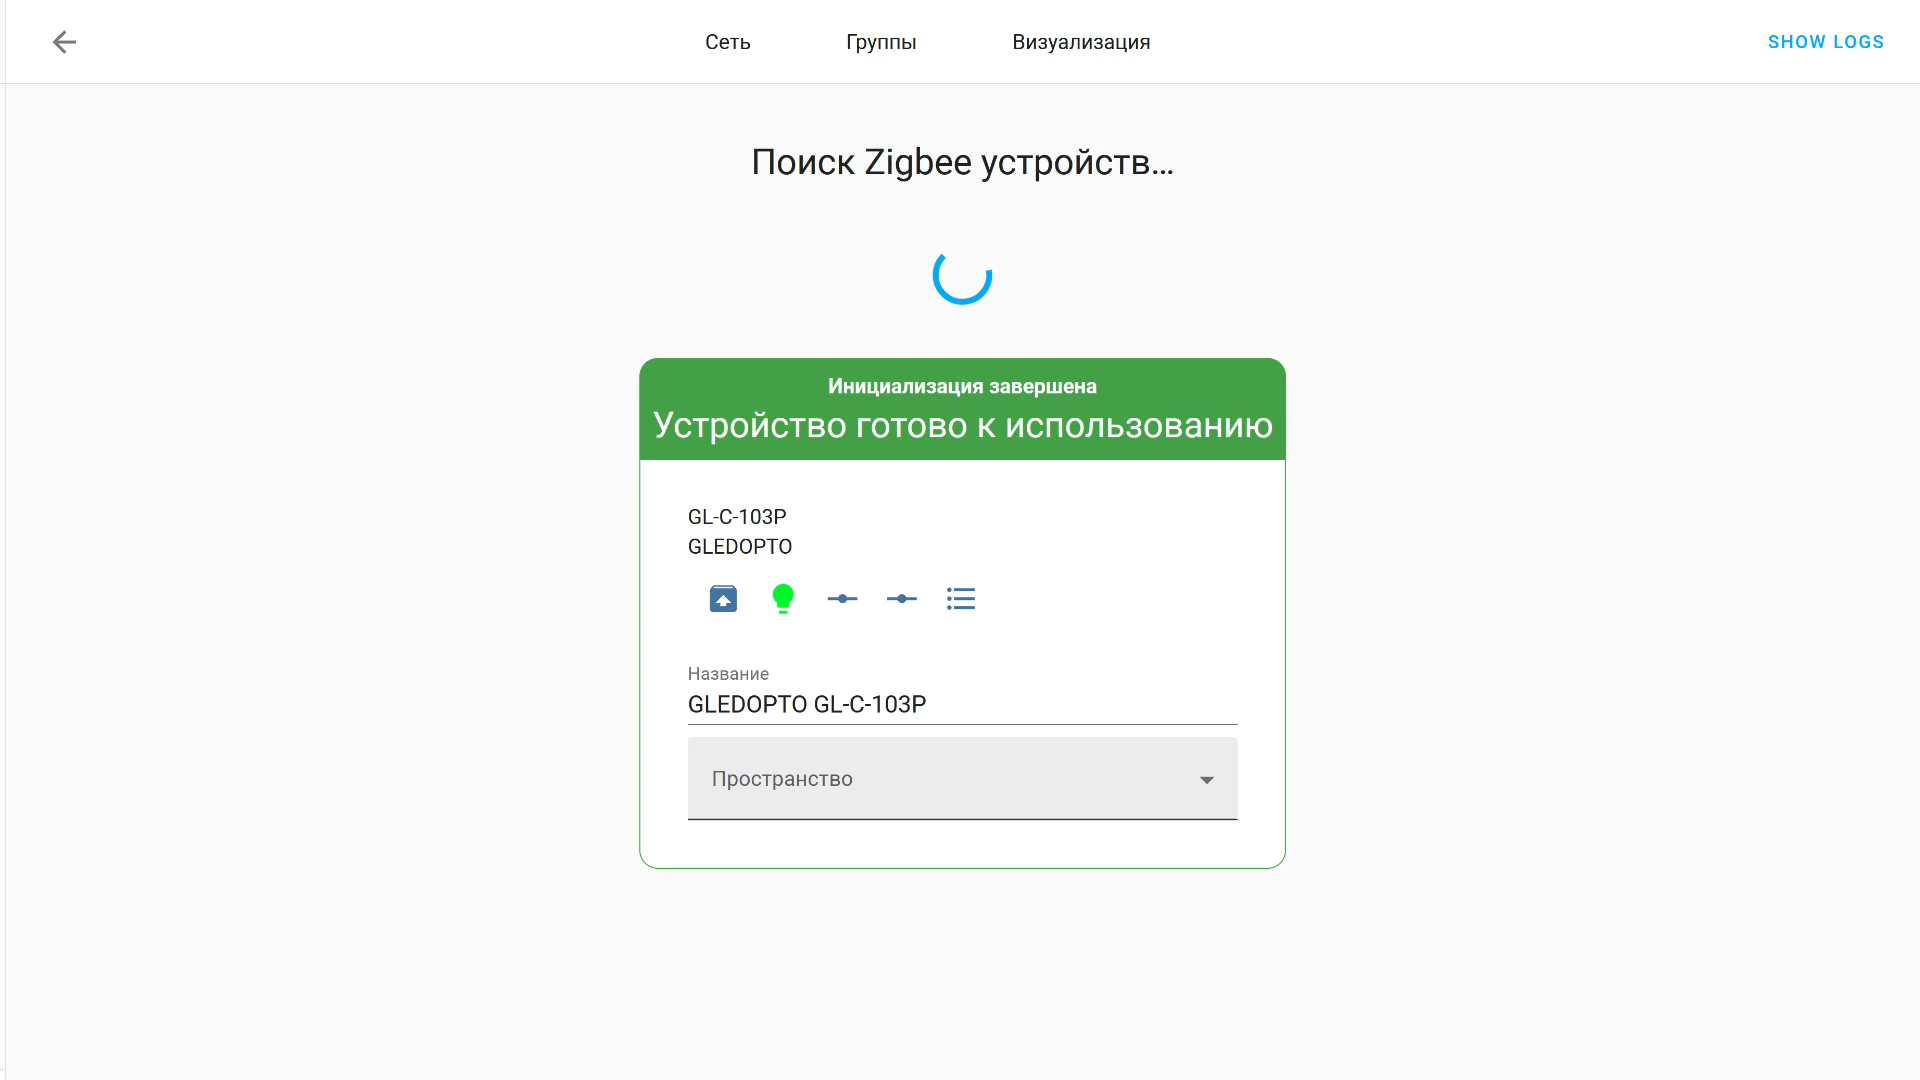 Сеть
Группы
Визуализация
SHOW LOGS
Поиск Zigbee устройств...
Инициализация завершена
Устройство готово к использованию
GL-C-103P
GLEDOPTO
Название
GLEDOPTO GL-C-103P
Пространство